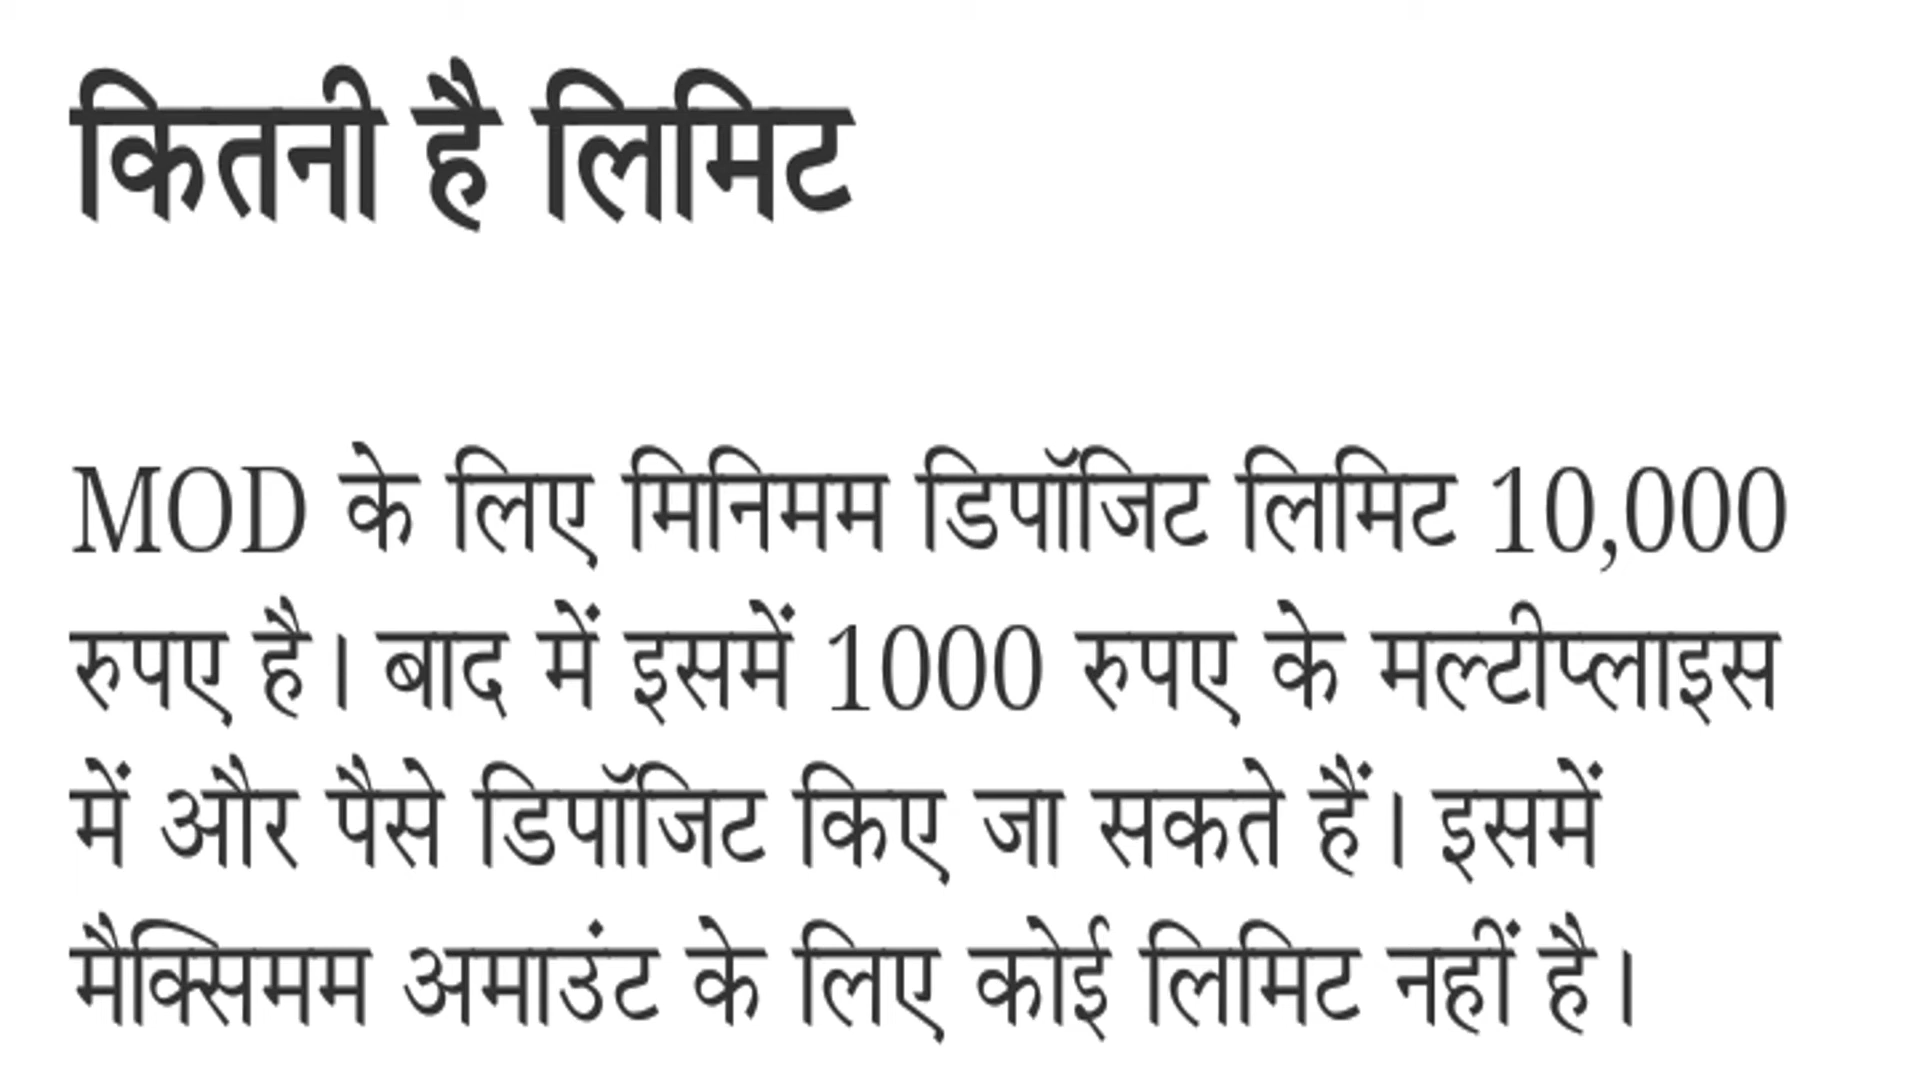 कितनी है लिमिट
MOD के लिए मिनिमम डिपॉजिट लिमिट 10,000
रुपए है। बाद में इसमें 1000 रुपए के मल्टीप्लाइस
में और पैसे डिपॉजिट किए जा सकते हैं। इसमें
मैक्सिमम अमाउंट के लिए कोई लिमिट नहीं है।